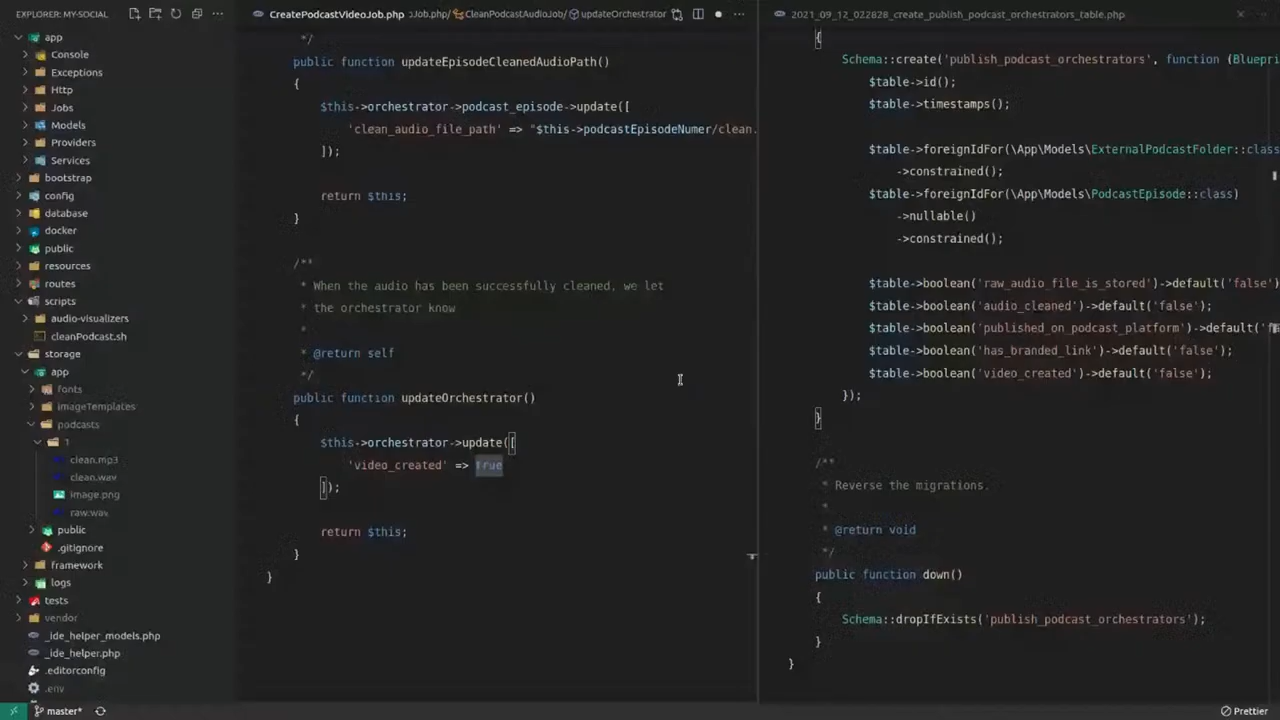 EXPLORER: MY-SOCIAL
app
Console
Exceptions
Http
Jobs
Models
Providers
Services
bootstrap
config
database
docker
public
resources
routes
scripts
audio-visualizers
cleanPodcast.sh
storage
app
fonts
imageTemplates
podcasts
1
clean.mp3
clean.wav
image.png
raw.wav
public
.gitignore
framework
logs
tests
vendor
_ide_helper_models.php
_ide_helper.php
.editorconfig
.env
CreatePodcastVideoJob.php Job.php/ CleanPodcastAudioJob/ updateOrchestrator
*/
public function updateEpisodeCleanedAudioPath()
{
$this->orchestrator->podcast_episode->update([
'clean_audio_file_path' => "$this->podcastEpisodeNumer/clean.
]);
return $this;
}
/**
* When the audio has been successfully cleaned, we let
* the orchestrator know
*
* @return self
*/
public function updateOrchestrator()
{
$this->orchestrator->update([
'video_created' => True
]);
return $this;
}
}
2021_09_12_022828_create_publish_podcast_orchestrators_table.php
{
Schema::create('publish_podcast_orchestrators', function (Bluepri
$table->id();
$table->timestamps();
$table->foreignIdFor(\App\Models\ExternalPodcastFolder::class
->constrained();
$table->foreignIdFor(\App\Models\PodcastEpisode::class)
->nullable()
->constrained();
$table->boolean('raw_audio_file_is_stored')->default('false')
$table->boolean('audio_cleaned')->default('false');
$table->boolean('published_on_podcast_platform')->default('f
$table->boolean('has_branded_link')->default('false');
$table->boolean('video_created')->default('false');
});
}
/**
* Reverse the migrations.
*
* @return void
*/
public function down()
{
Schema::dropIfExists('publish_podcast_orchestrators');
}
}
master*
Prettier